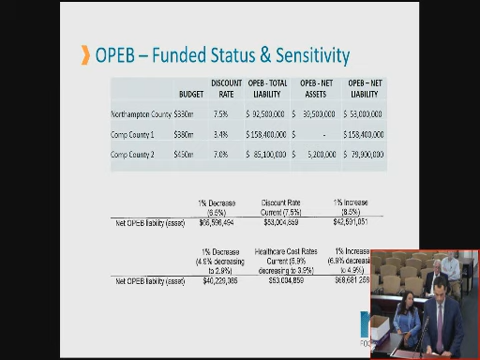 OPEB – Funded Status & Sensitivity
BUDGET DISCOUNT RATE OPEB - TOTAL LIABILITY OPEB - NET ASSETS OPEB – NET LIABILITY
Northampton County $330m 7.5% $ 92,500,000 $ 39,500,000 $ 53,000,000
Comp County 1 $380m 3.4% $158,400,000 $ - $158,400,000
Comp County 2 $450m 7.0% $ 85,100,000 $ 5,200,000 $ 79,900,000
1% Decrease Discount Rate 1% Increase
(6.5%) Current (7.5%) (8.5%)
Net OPEB liability (asset) $53,004,859 $42,591,051
1% Decrease Healthcare Cost Rates 1% Increase
(4.9% decreasing Current (5.9% (6.9% decreasing
to 2.9%) decreasing to 3.9%) to 4.9%)
Net OPEB liability (asset) $53,004,859